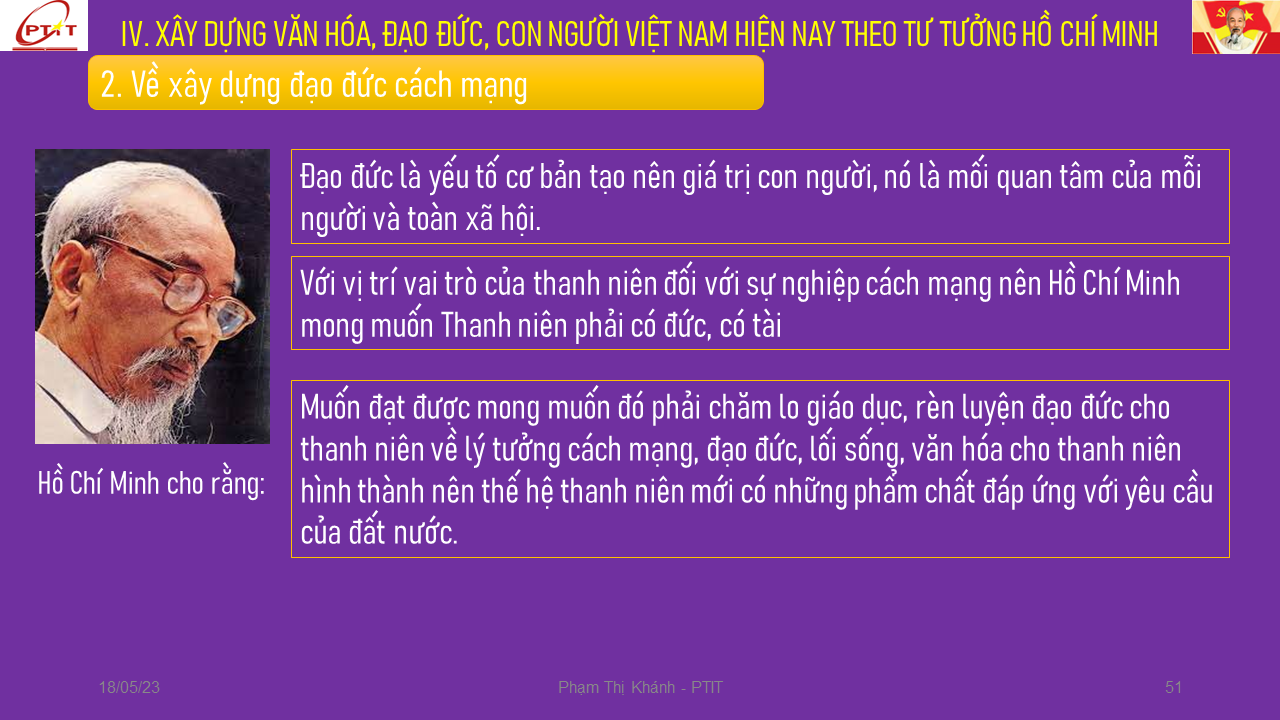 PTIT
IV. XÂY DỰNG VĂN HÓA, ĐẠO ĐỨC, CON NGƯỜI VIỆT NAM HIỆN NAY THEO TƯ TƯỞNG HỒ CHÍ MINH
2. Về xây dựng đạo đức cách mạng
Đạo đức là yếu tố cơ bản tạo nên giá trị con người, nó là mối quan tâm của mỗi
người và toàn xã hội.
Với vị trí vai trò của thanh niên đối với sự nghiệp cách mạng nên Hồ Chí Minh
mong muốn Thanh niên phải có đức, có tài
Muốn đạt được mong muốn đó phải chăm lo giáo dục, rèn luyện đạo đức cho
thanh niên về lý tưởng cách mạng, đạo đức, lối sống, văn hóa cho thanh niên
hình thành nên thế hệ thanh niên mới có những phẩm chất đáp ứng với yêu cầu
của đất nước.
Hồ Chí Minh cho rằng:
18/05/23
Phạm Thị Khánh - PTIT
51